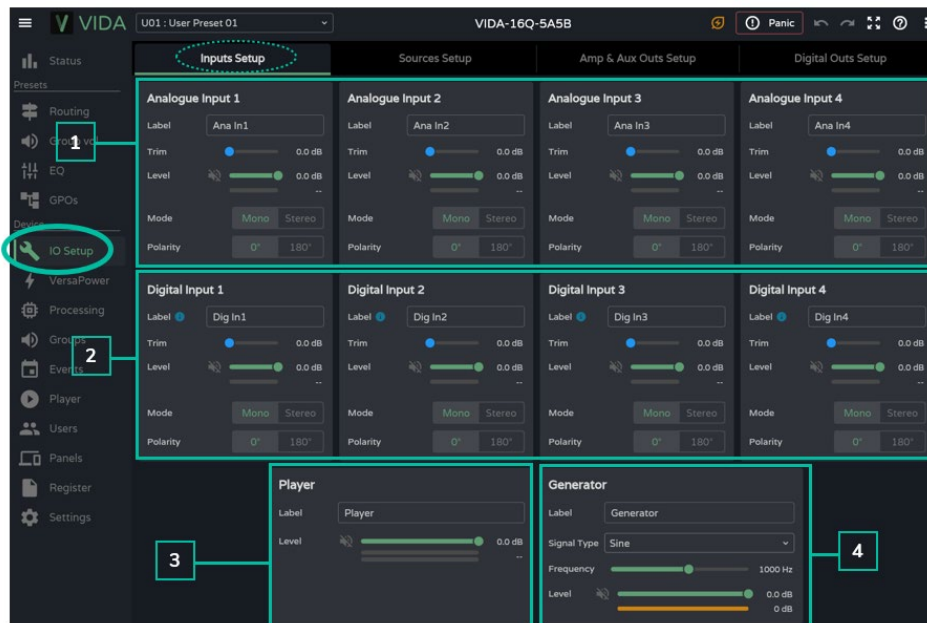 VIDA
U01 : User Preset 01
VIDA-16Q-5A5B
Panic
Status
Presets
Routing
Group vol
EQ
GPOs
Device
IO Setup
VersaPower
Processing
Groups
Events
Player
Users
Panels
Register
Settings
Inputs Setup
Sources Setup
Amp & Aux Outs Setup
Digital Outs Setup
1
Analogue Input 1
Label Ana In1
Trim 0.0 dB
Level 0.0 dB
--
Mode Mono Stereo
Polarity 0° 180°
Analogue Input 2
Label Ana In2
Trim 0.0 dB
Level 0.0 dB
--
Mode Mono Stereo
Polarity 0° 180°
Analogue Input 3
Label Ana In3
Trim 0.0 dB
Level 0.0 dB
--
Mode Mono Stereo
Polarity 0° 180°
Analogue Input 4
Label Ana In4
Trim 0.0 dB
Level 0.0 dB
--
Mode Mono Stereo
Polarity 0° 180°
2
Digital Input 1
Label Dig In1
Trim 0.0 dB
Level 0.0 dB
--
Mode Mono Stereo
Polarity 0° 180°
Digital Input 2
Label Dig In2
Trim 0.0 dB
Level 0.0 dB
--
Mode Mono Stereo
Polarity 0° 180°
Digital Input 3
Label Dig In3
Trim 0.0 dB
Level 0.0 dB
--
Mode Mono Stereo
Polarity 0° 180°
Digital Input 4
Label Dig In4
Trim 0.0 dB
Level 0.0 dB
--
Mode Mono Stereo
Polarity 0° 180°
3
Player
Label Player
Level 0.0 dB
--
4
Generator
Label Generator
Signal Type Sine
Frequency 1000 Hz
Level 0.0 dB
0 dB